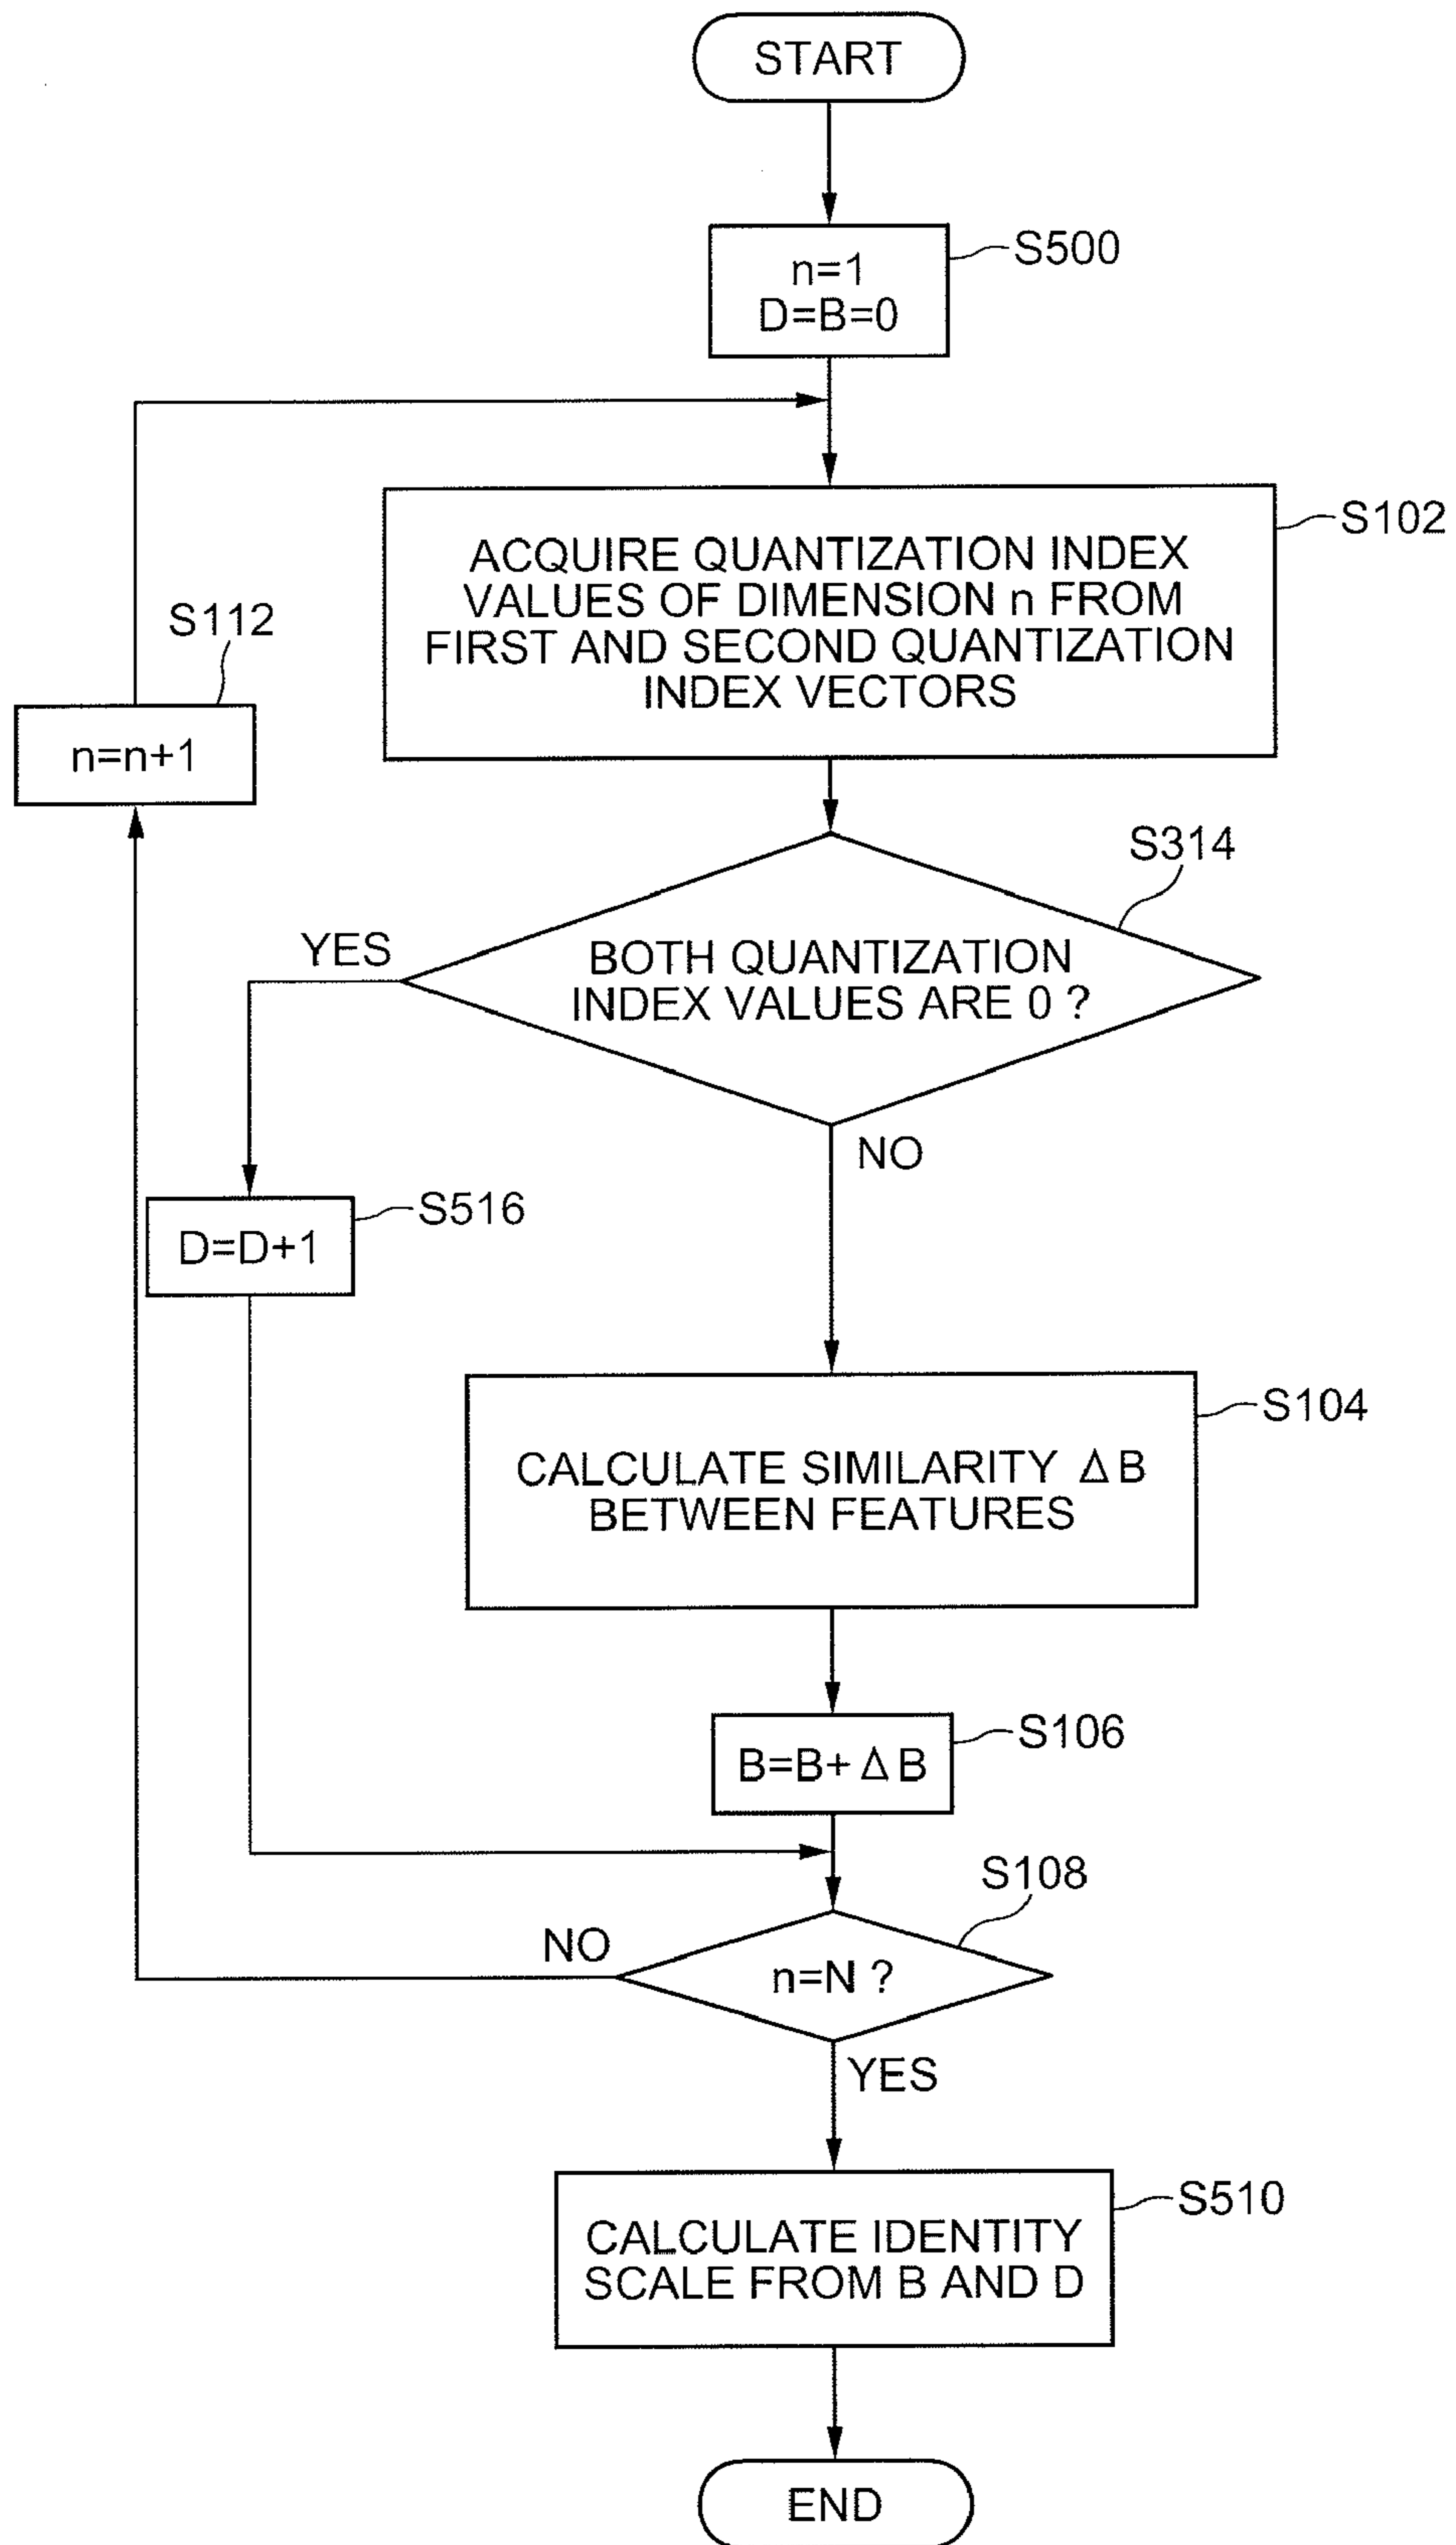 START
S500
n=1
D=B=0
S102
ACQUIRE QUANTIZATION INDEX
VALUES OF DIMENSION n FROM
FIRST AND SECOND QUANTIZATION
INDEX VECTORS
S112
n=n+1
S314
YES
BOTH QUANTIZATION
INDEX VALUES ARE 0 ?
NO
S516
D=D+1
S104
CALCULATE SIMILARITY ΔB
BETWEEN FEATURES
S106
B=B+ΔB
S108
NO
n=N ?
YES
S510
CALCULATE IDENTITY
SCALE FROM B AND D
END